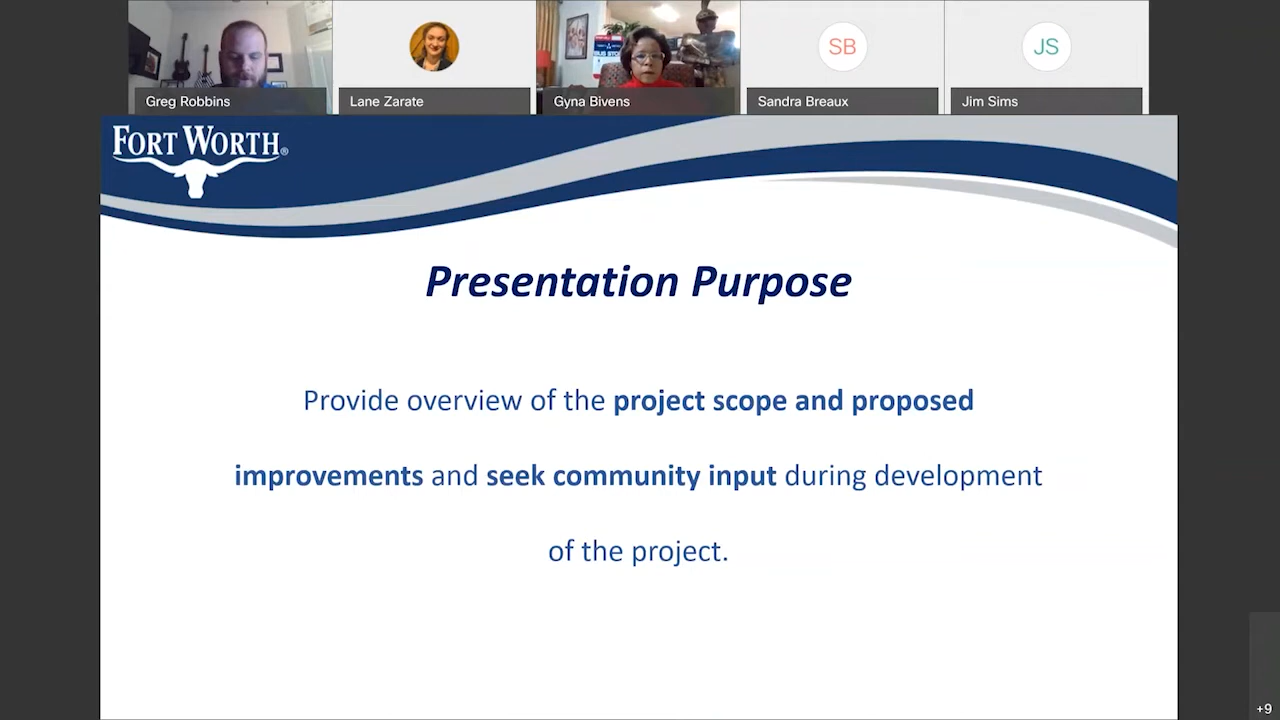 Greg Robbins
Lane Zarate
Gyna Bivens
SB
Sandra Breaux
JS
Jim Sims
FORT WORTH®
Presentation Purpose
Provide overview of the project scope and proposed
improvements and seek community input during development
of the project.
+9